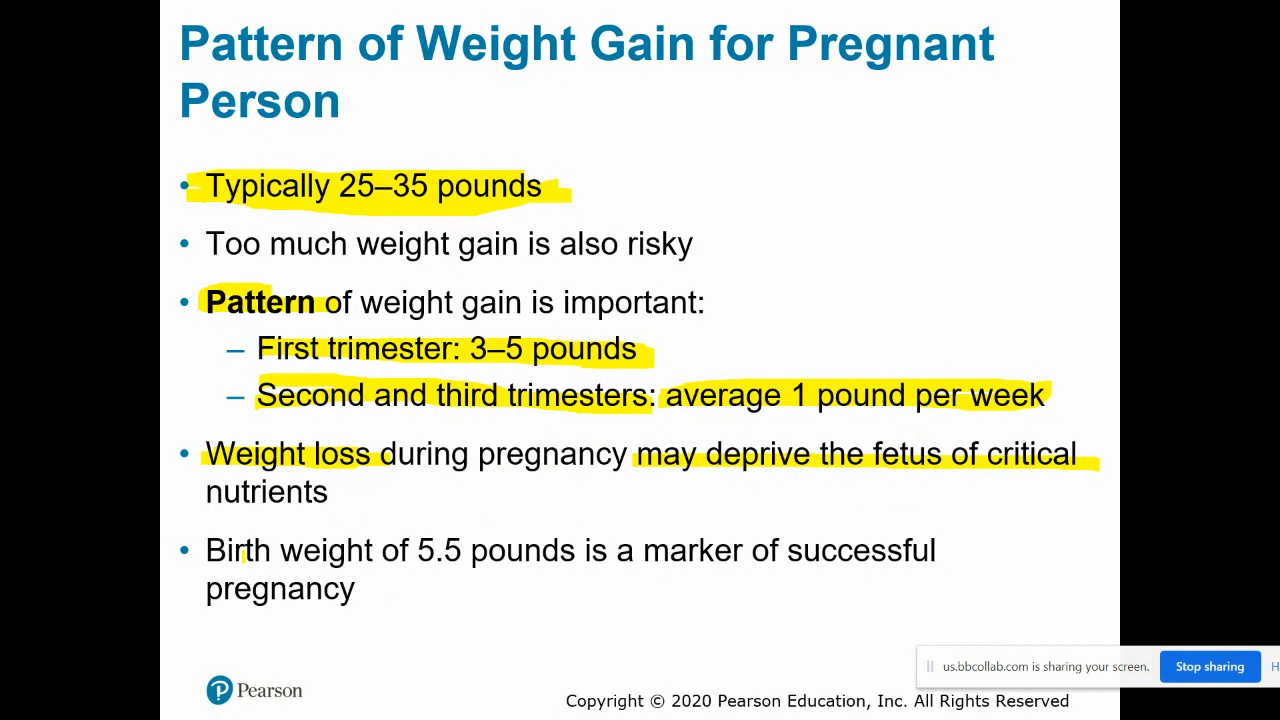 Pattern of Weight Gain for Pregnant
Person
• Typically 25–35 pounds
• Too much weight gain is also risky
• Pattern of weight gain is important:
– First trimester: 3–5 pounds
– Second and third trimesters: average 1 pound per week
• Weight loss during pregnancy may deprive the fetus of critical
nutrients
• Birth weight of 5.5 pounds is a marker of successful
pregnancy
us.bbcollab.com is sharing your screen.
Stop sharing
H
Pearson
Copyright © 2020 Pearson Education, Inc. All Rights Reserved